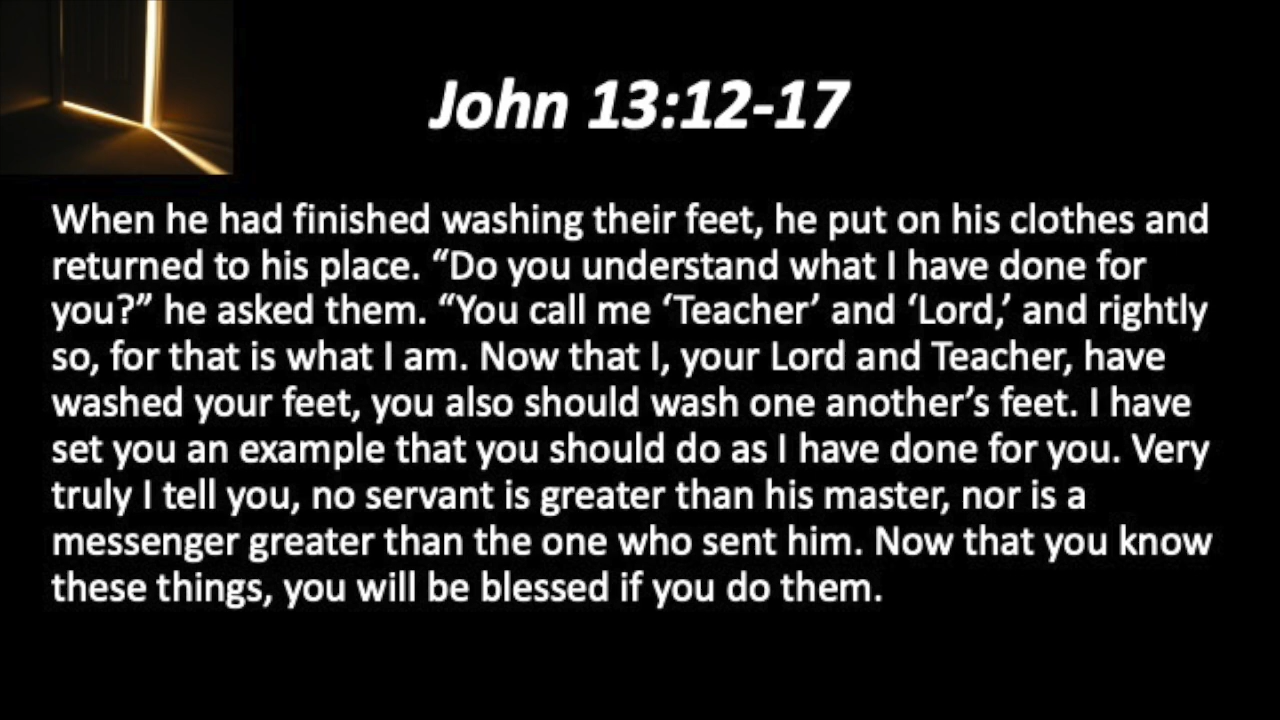 John 13:12-17
When he had finished washing their feet, he put on his clothes and
returned to his place. “Do you understand what I have done for
you?” he asked them. “You call me ‘Teacher’ and ‘Lord,’ and rightly
so, for that is what I am. Now that I, your Lord and Teacher, have
washed your feet, you also should wash one another’s feet. I have
set you an example that you should do as I have done for you. Very
truly I tell you, no servant is greater than his master, nor is a
messenger greater than the one who sent him. Now that you know
these things, you will be blessed if you do them.